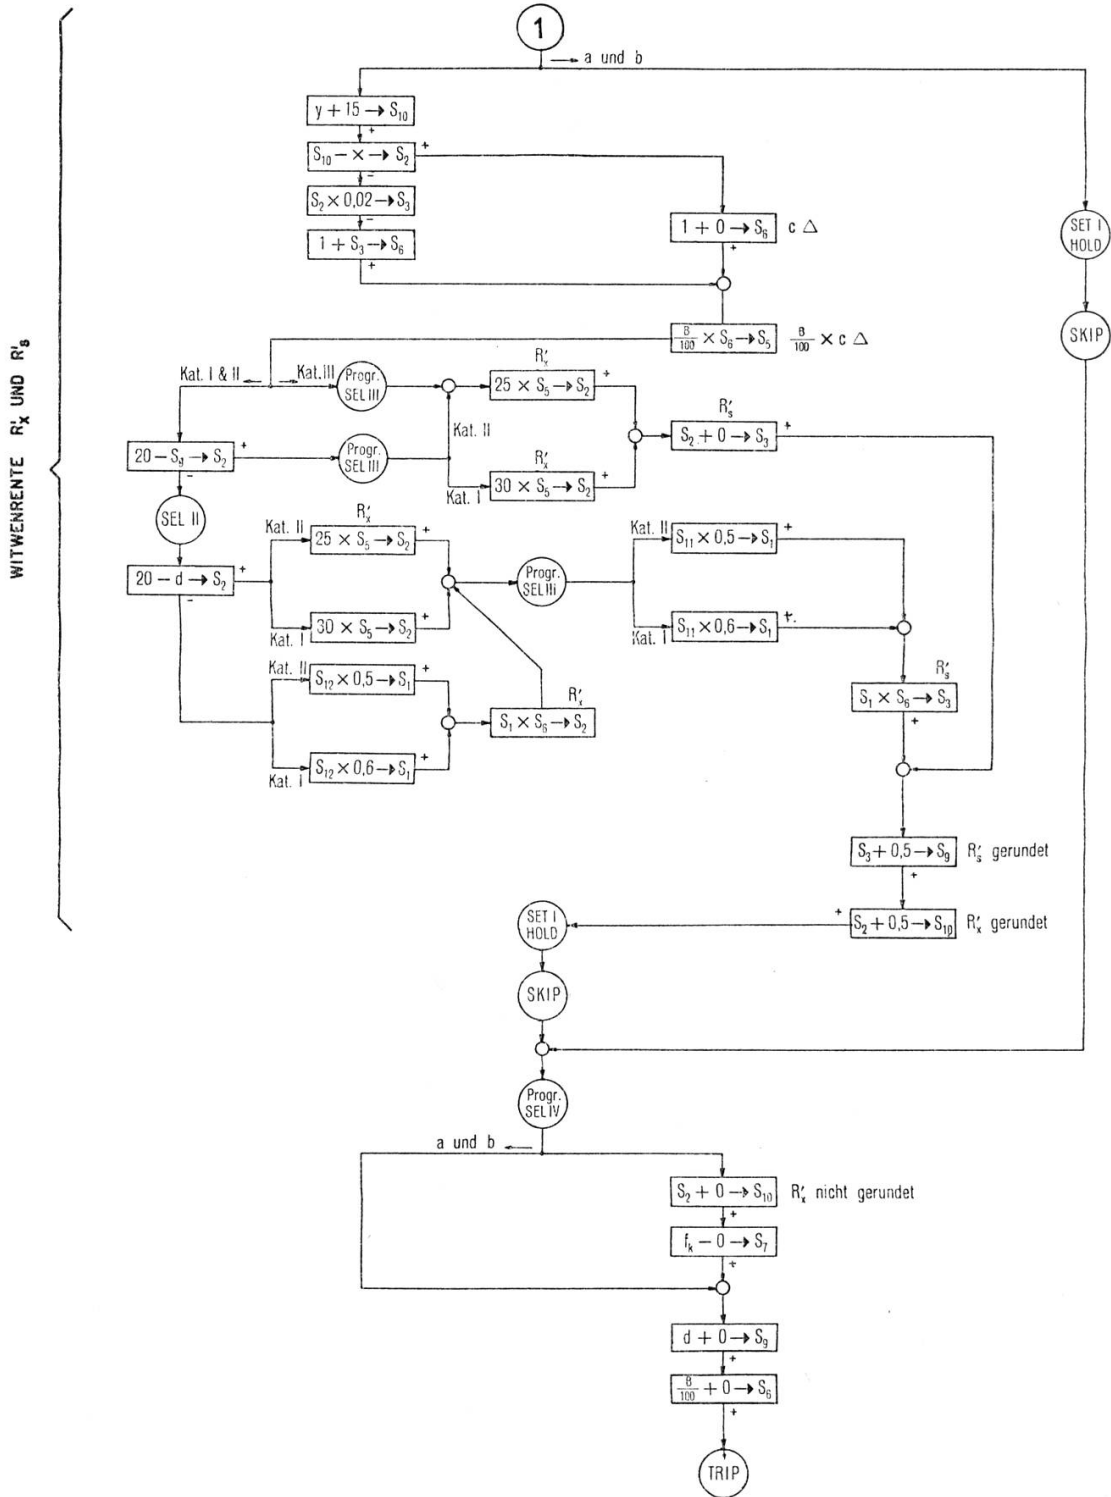 WITWENRENTE R'x UND R's
1
a und b
y + 15 → S₁₀
+
S₁₀ − x → S₂
+
−
S₂ × 0,02 → S₃
−
1 + S₃ → S₆
+
1 + 0 → S₆ c △
+
SET I
HOLD
SKIP
B/100 × S₆ → S₅ B/100 × c △
Kat. I & II
Kat. III
Progr.
SEL III
R'x
25 × S₅ → S₂
+
Kat. II
20 − S₉ → S₂
+
−
Progr.
SEL III
Kat. I
R'x
30 × S₅ → S₂
+
R's
S₂ + 0 → S₃
+
SEL II
20 − d → S₂
+
−
Kat. II
R'x
25 × S₅ → S₂
+
Kat. I
30 × S₅ → S₂
+
Progr.
SEL III
Kat. II
S₁₁ × 0,5 → S₁
+
Kat. I
S₁₁ × 0,6 → S₁
+
Kat. II
S₁₂ × 0,5 → S₁
+
Kat. I
S₁₂ × 0,6 → S₁
+
R'x
S₁ × S₆ → S₂
R's
S₁ × S₆ → S₃
+
S₃ + 0,5 → S₉ R's gerundet
+
S₂ + 0,5 → S₁₀ R'x gerundet
+
SET I
HOLD
SKIP
Progr.
SEL IV
a und b
S₂ + 0 → S₁₀ R'x nicht gerundet
+
fₖ − 0 → S₇
+
d + 0 → S₉
+
B/100 + 0 → S₆
+
TRIP